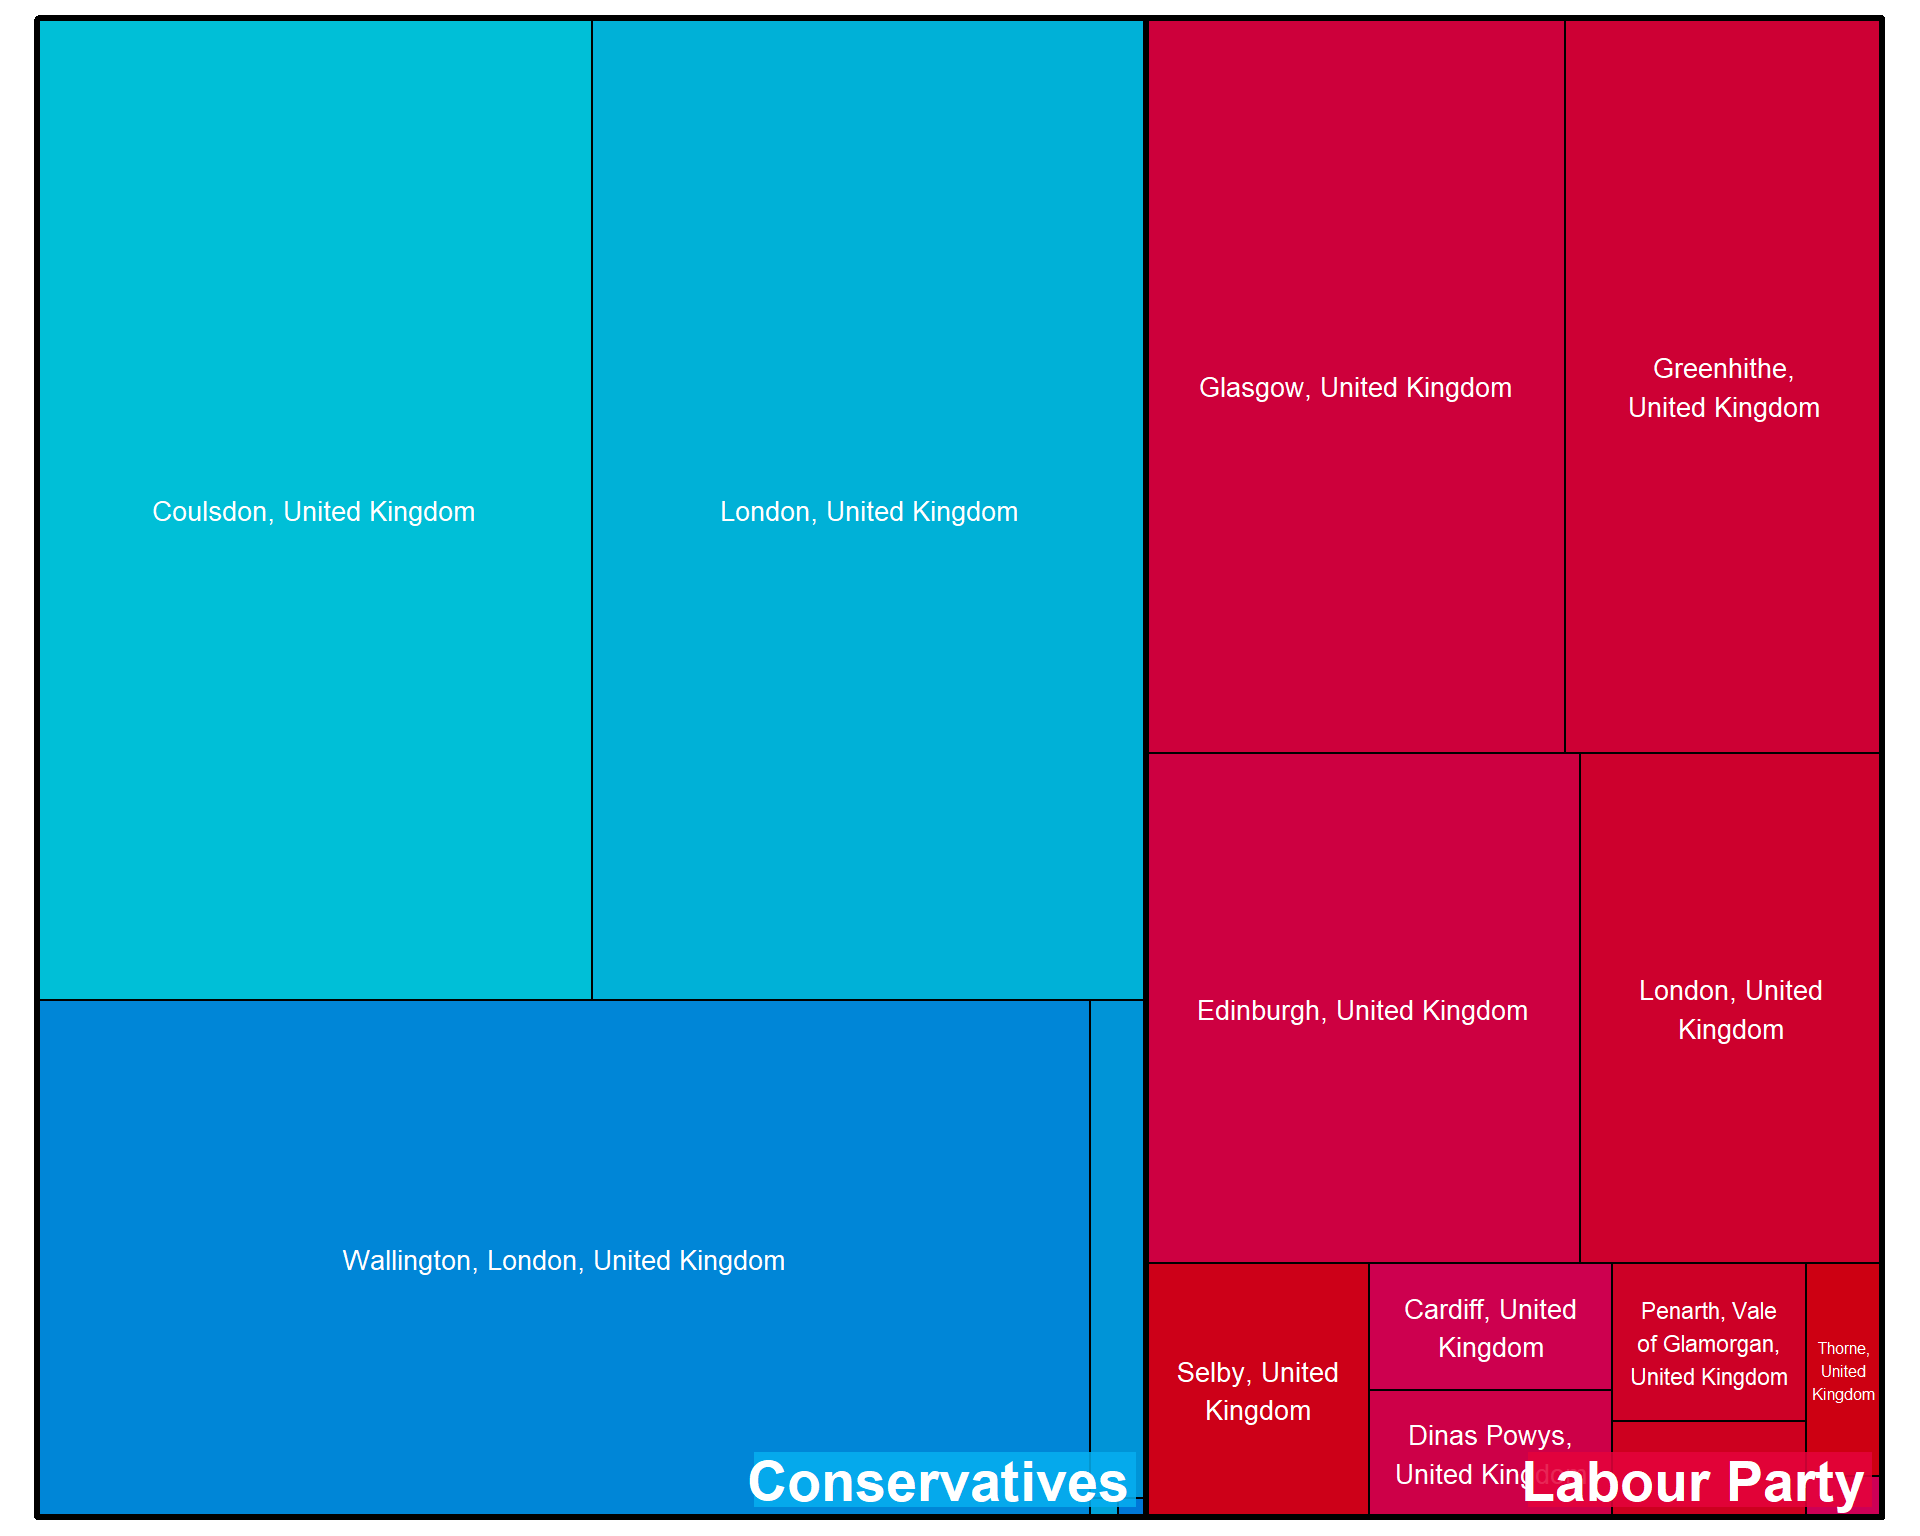 Coulsdon, United Kingdom
London, United Kingdom
Wallington, London, United Kingdom
Conservatives
Glasgow, United Kingdom
Greenhithe,
United Kingdom
Edinburgh, United Kingdom
London, United
Kingdom
Selby, United
Kingdom
Cardiff, United
Kingdom
Dinas Powys,
United Kingdom
Penarth, Vale
of Glamorgan,
United Kingdom
Thorne,
United
Kingdom
Labour Party